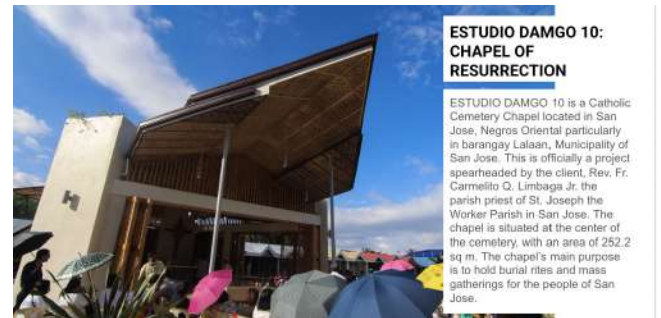 ESTUDIO DAMGO 10:
CHAPEL OF
RESURRECTION
ESTUDIO DAMGO 10 is a Catholic
Cemetery Chapel located in San
Jose, Negros Oriental particularly
in barangay Lalaan, Municipality of
San Jose. This is officially a project
spearheaded by the client, Rev. Fr.
Carmelito Q. Limbaga Jr. the
parish priest of St. Joseph the
Worker Parish in San Jose. The
chapel is situated at the center of
the cemetery, with an area of 252.2
sq m. The chapel's main purpose
is to hold burial rites and mass
gatherings for the people of San
Jose.